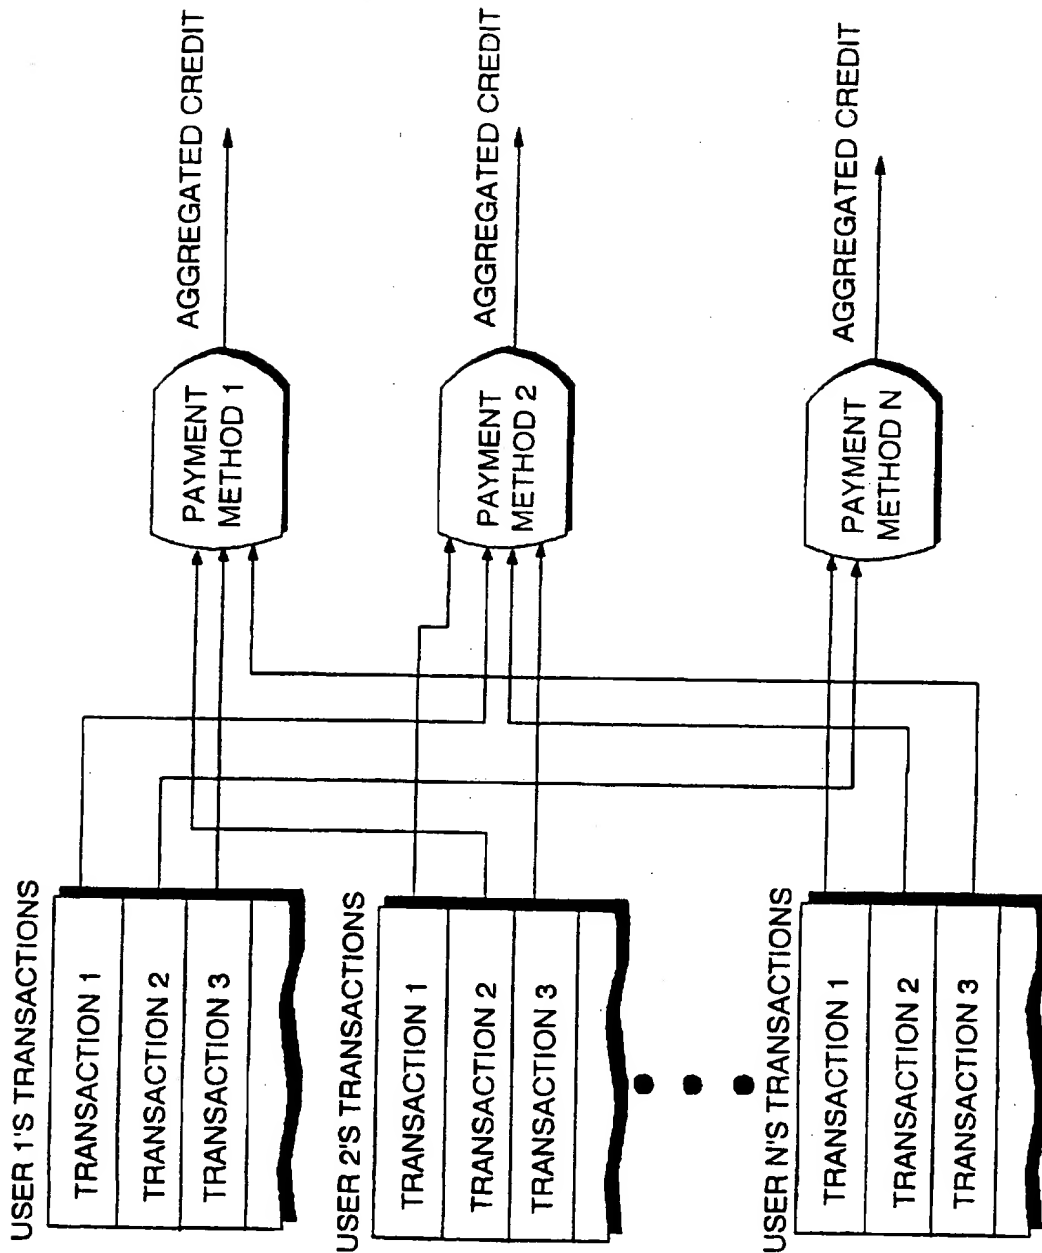 USER 1'S TRANSACTIONS
TRANSACTION 1
TRANSACTION 2
TRANSACTION 3
USER 2'S TRANSACTIONS
TRANSACTION 1
TRANSACTION 2
TRANSACTION 3
USER N'S TRANSACTIONS
TRANSACTION 1
TRANSACTION 2
TRANSACTION 3
PAYMENT
METHOD 1
PAYMENT
METHOD 2
PAYMENT
METHOD N
AGGREGATED CREDIT
AGGREGATED CREDIT
AGGREGATED CREDIT